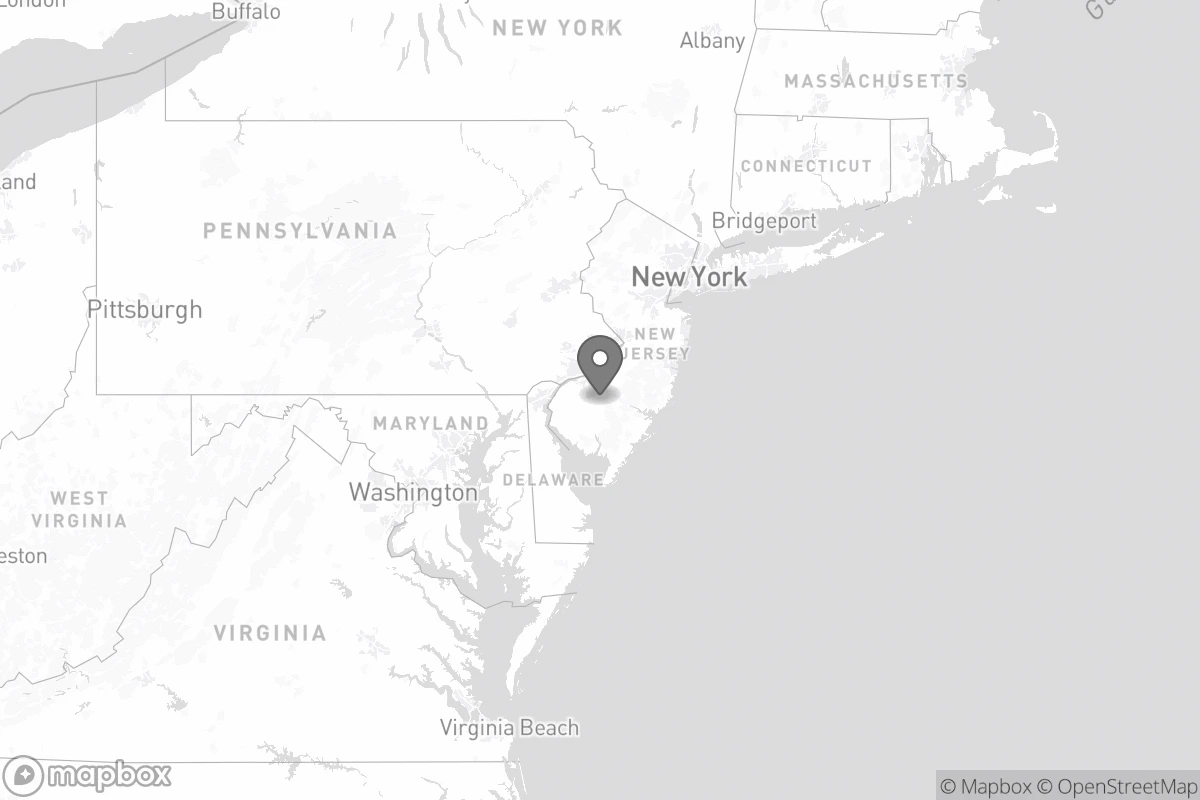 London
Buffalo
NEW YORK
Albany
MASSACHUSETTS
CONNECTICUT
land
PENNSYLVANIA
Bridgeport
New York
Pittsburgh
NEW
JERSEY
MARYLAND
DELAWARE
Washington
WEST
VIRGINIA
eston
VIRGINIA
Virginia Beach
mapbox
© Mapbox © OpenStreetMap